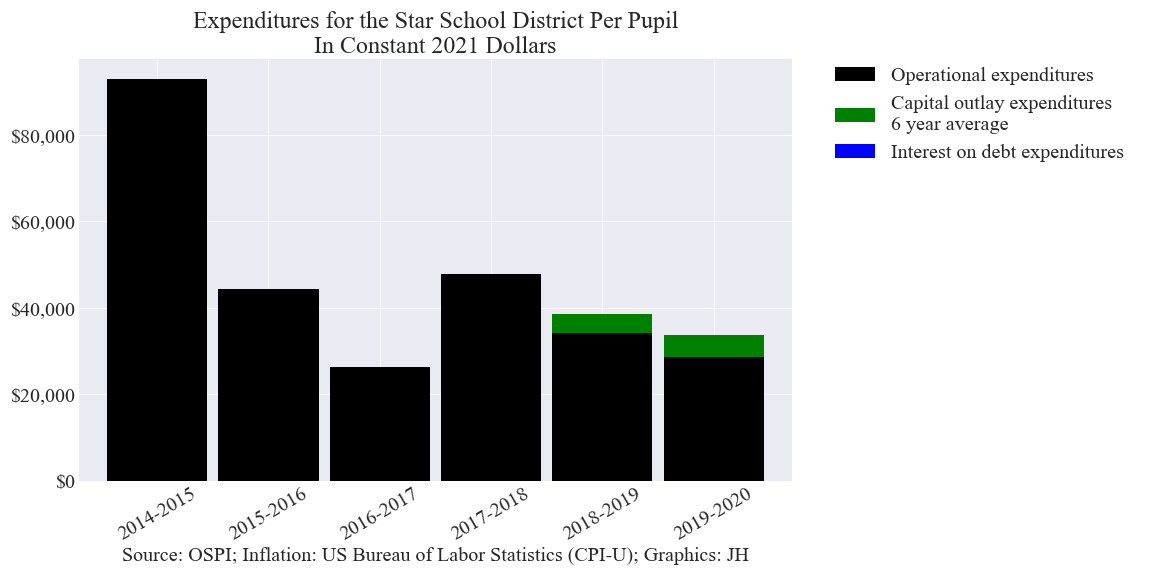 Expenditures for the Star School District Per Pupil
In Constant 2021 Dollars
Operational expenditures
Capital outlay expenditures
6 year average
Interest on debt expenditures
$80,000
$60,000
$40,000
$20,000
$0
2014-2015
2015-2016
2016-2017
2017-2018
2018-2019
2019-2020
Source: OSPI; Inflation: US Bureau of Labor Statistics (CPI-U); Graphics: JH